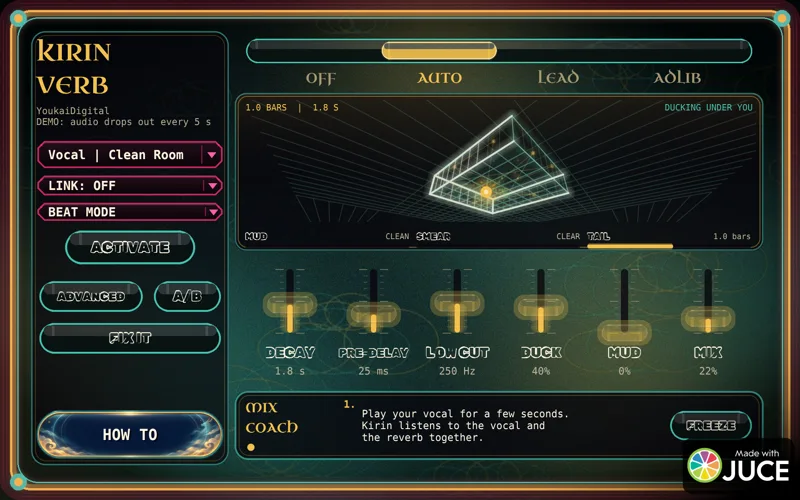 KIRIN
VERB
YoukaiDigital
DEMO: audio drops out every 5 s
Vocal | Clean Room
LINK: OFF
BEAT MODE
ACTIVATE
ADVANCED
A/B
FIX IT
HOW TO
OFF
AUTO
LEAD
ADLIB
1.0 BARS | 1.8 S
DUCKING UNDER YOU
MUD
CLEAN
SMEAR
CLEAR
TAIL
1.0 bars
DECAY
PRE-DELAY
LOWCUT
DUCK
MUD
MIX
1.8 s
25 ms
250 Hz
40%
0%
22%
MIX
COACH
1.
Play your vocal for a few seconds.
Kirin listens to the vocal and
the reverb together.
FREEZE
Made with
JUCE